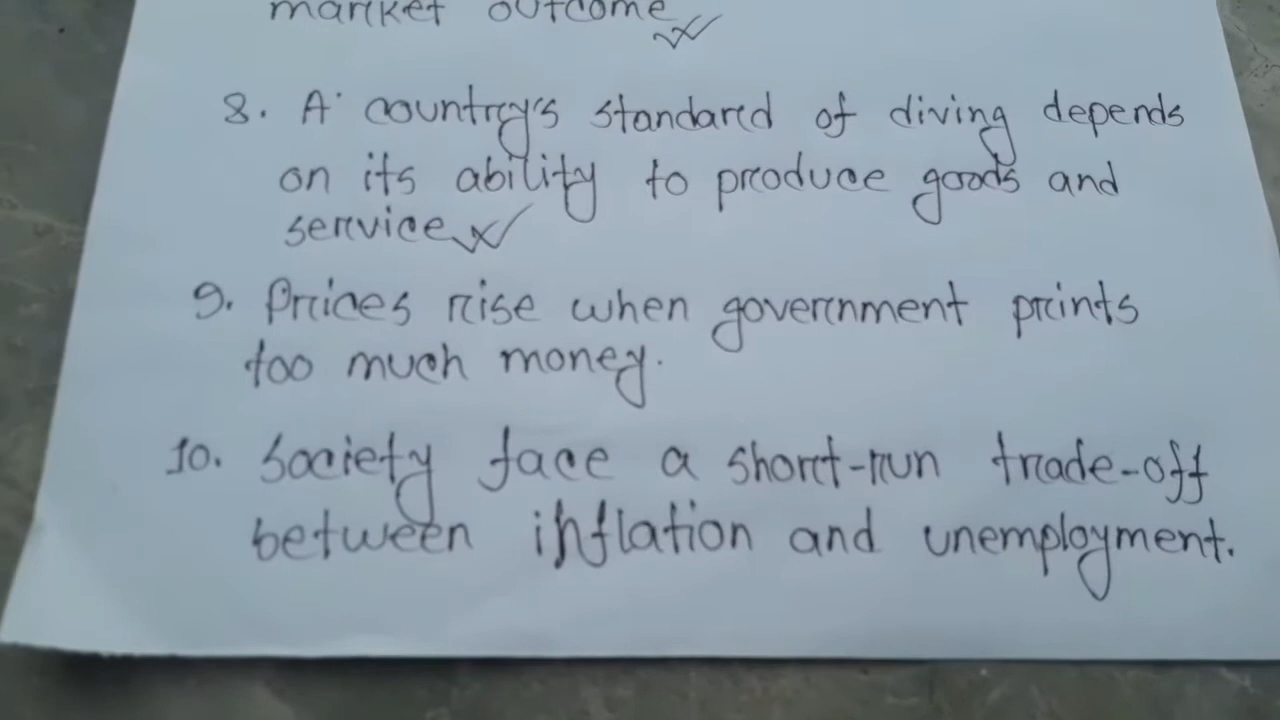 market outcome
8. A country's standard of diving depends
on its ability to produce goods and
service
9. Prices rise when government prints
too much money.
10. Society face a short-run trade-off
between inflation and unemployment.